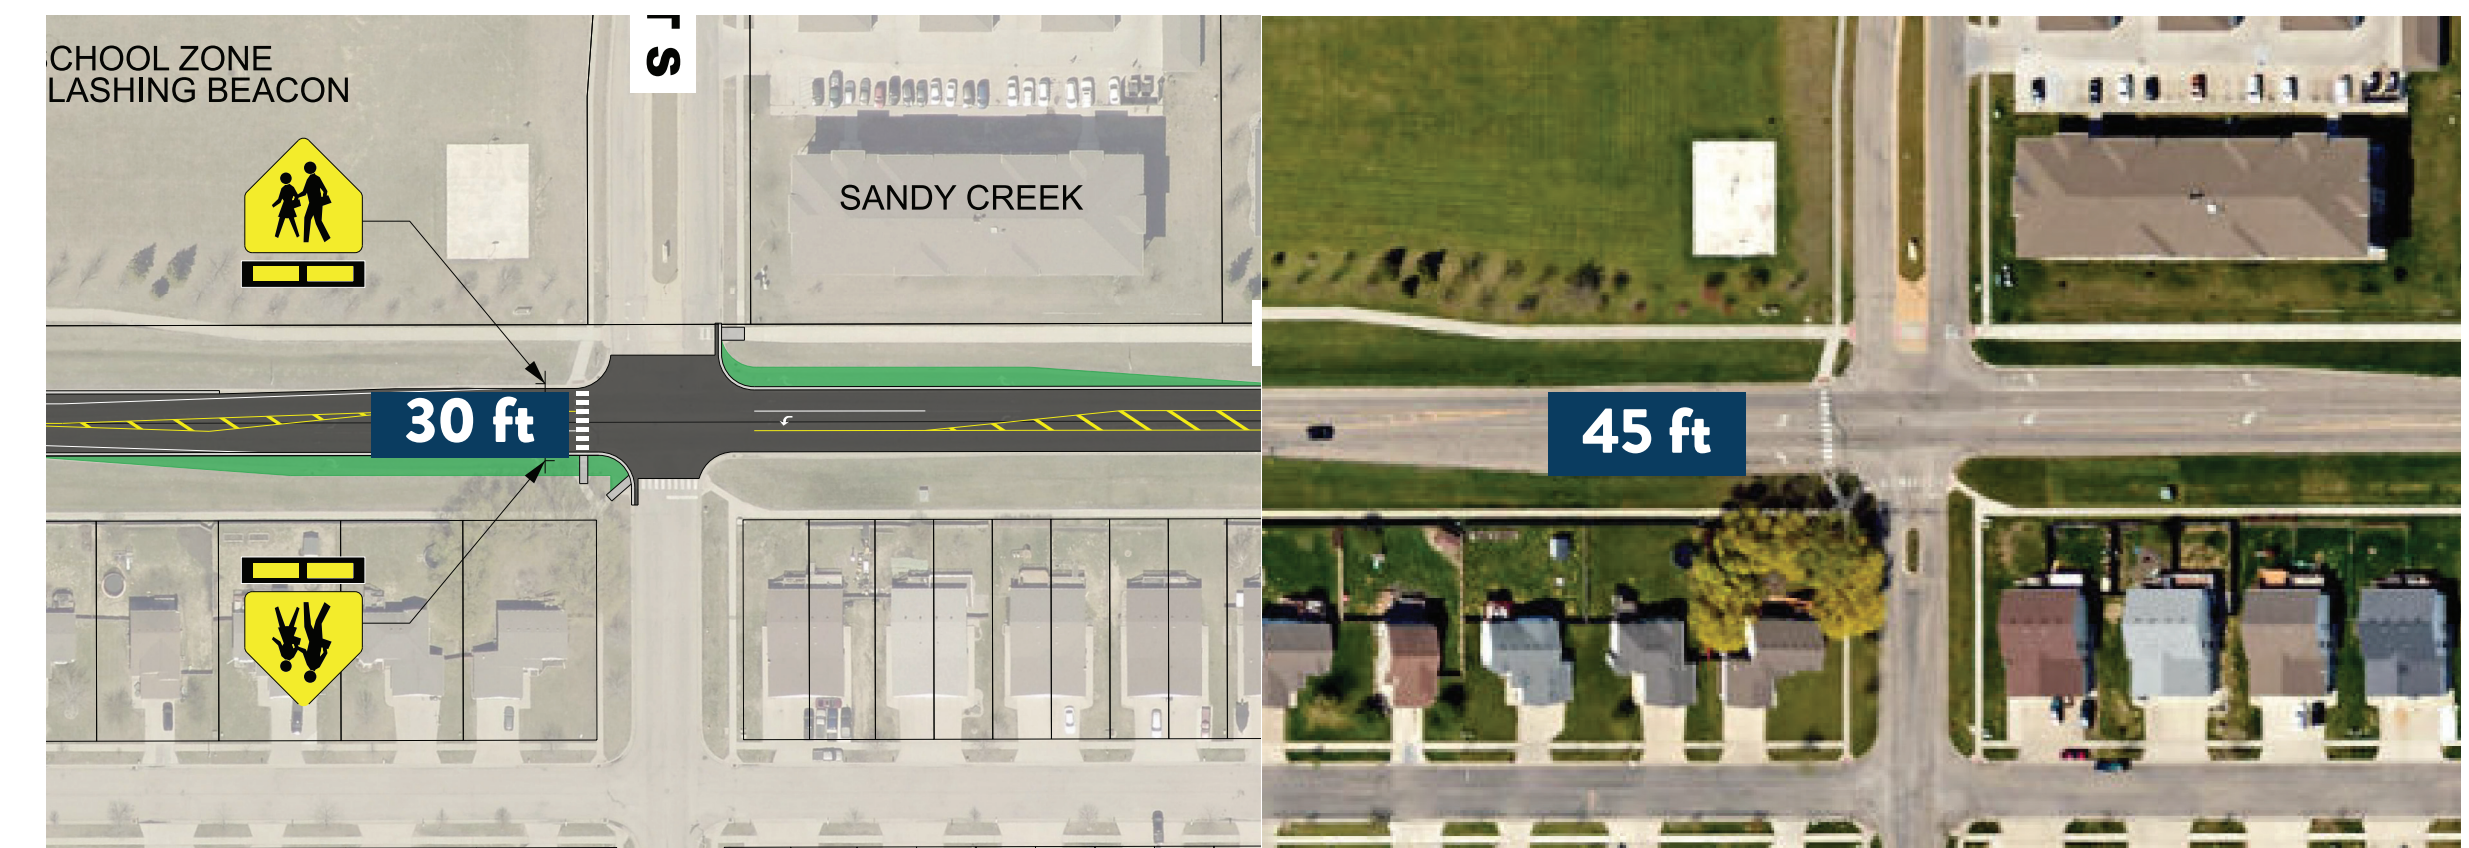 CHOOL ZONE
LASHING BEACON
T S
SANDY CREEK
30 ft
45 ft